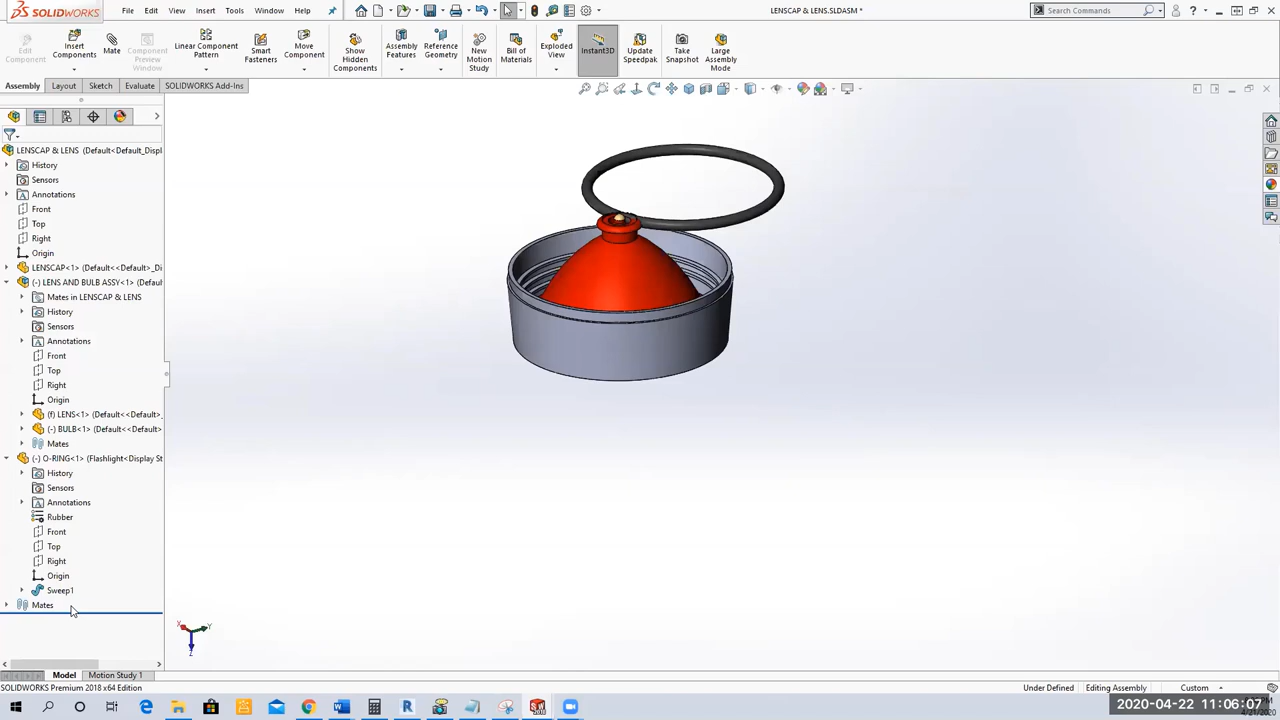 SOLIDWORKS File Edit View Insert Tools Window Help LENSCAP & LENS.SLDASM * Search Commands
Edit Component Insert Components Mate Component Preview Window Linear Component Pattern Smart Fasteners Move Component Show Hidden Components Assembly Features Reference Geometry New Motion Study Bill of Materials Exploded View Instant3D Update Speedpak Take Snapshot Large Assembly Mode
Assembly Layout Sketch Evaluate SOLIDWORKS Add-Ins
LENSCAP & LENS (Default<Default_Displ
History
Sensors
Annotations
Front
Top
Right
Origin
LENSCAP<1> (Default<<Default>_Di
(-) LENS AND BULB ASSY<1> (Defau
Mates in LENSCAP & LENS
History
Sensors
Annotations
Front
Top
Right
Origin
(f) LENS<1> (Default<<Default>_
(-) BULB<1> (Default<<Default>
Mates
(-) O-RING<1> (Flashlight<Display St
History
Sensors
Annotations
Rubber
Front
Top
Right
Origin
Sweep1
Mates
X Y Z
Model Motion Study 1
SOLIDWORKS Premium 2018 x64 Edition Under Defined Editing Assembly Custom
2020-04-22 11:06:07